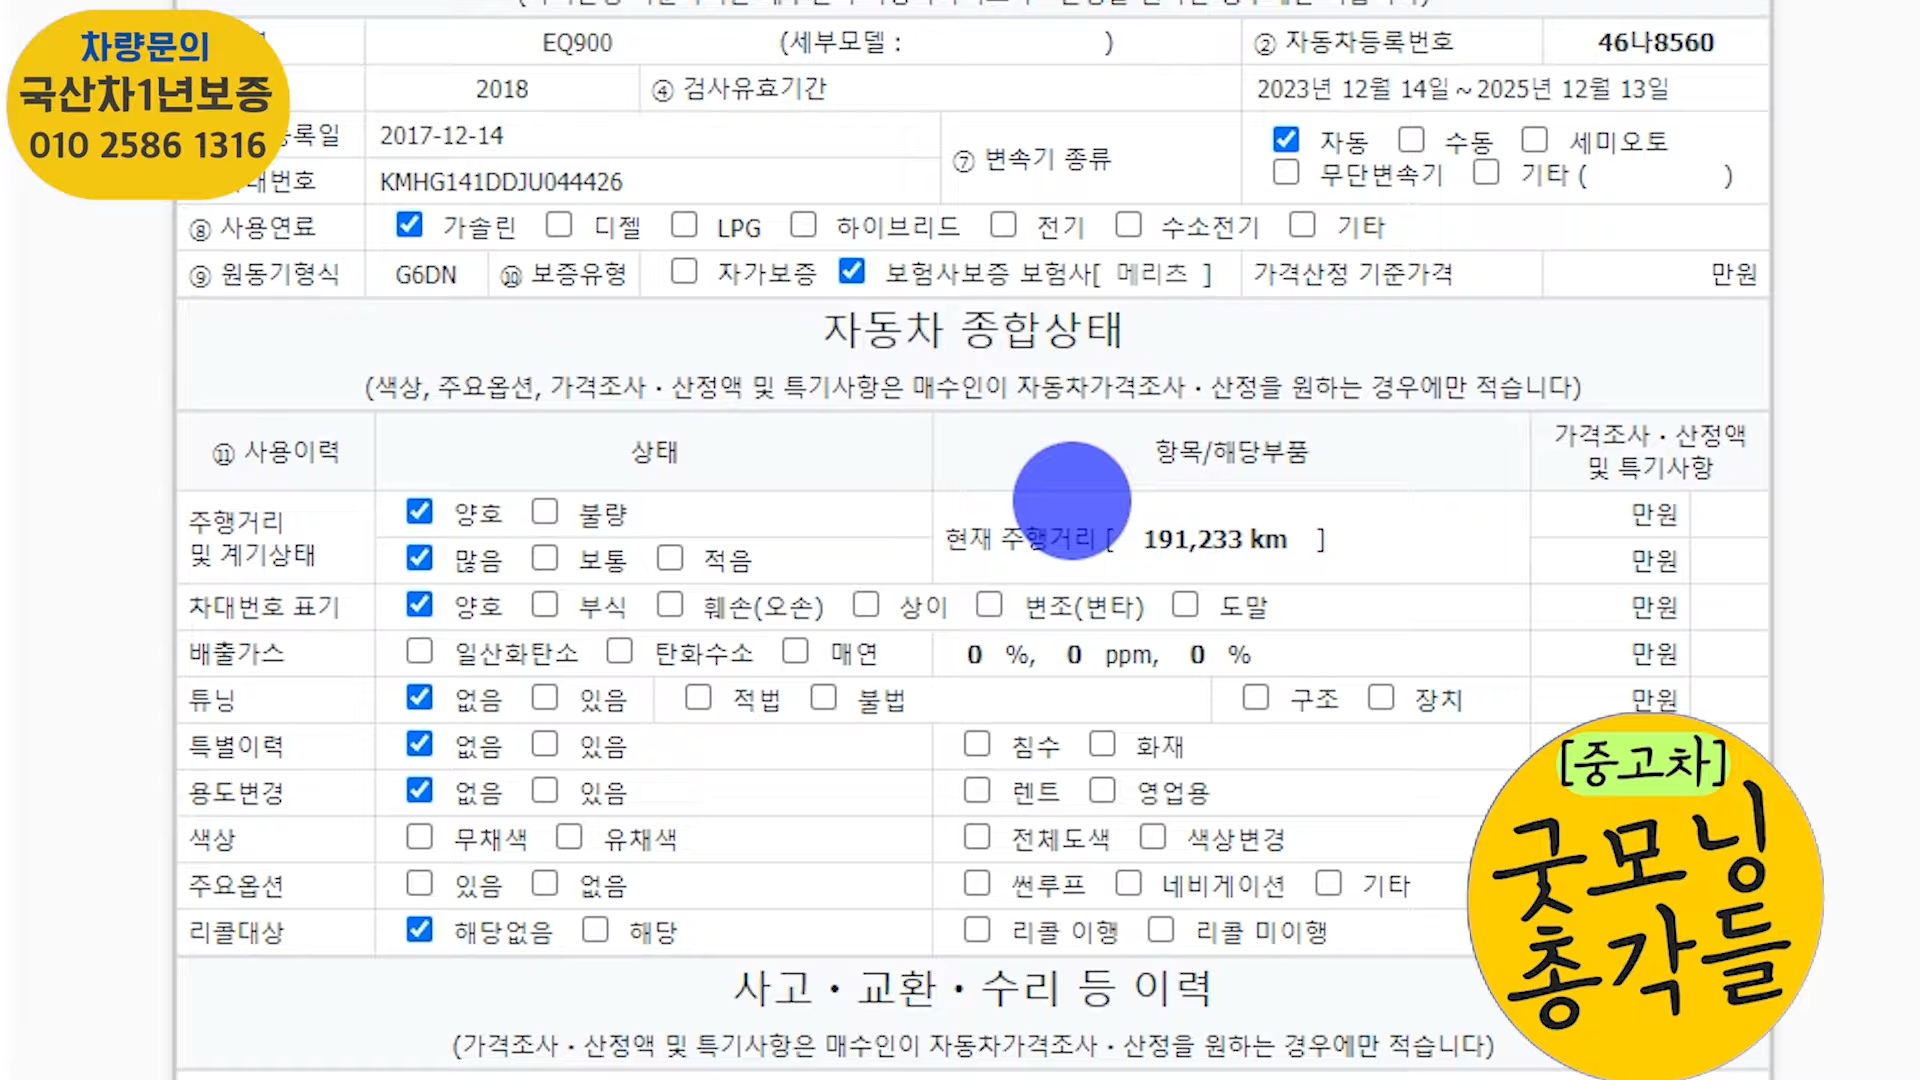 차량문의
국산차1년보증
010 2586 1316
EQ900 (세부모델 : ) ② 자동차등록번호 46나8560
2018 ④ 검사유효기간 2023년 12월 14일 ~ 2025년 12월 13일
등록일 2017-12-14 ⑦ 변속기 종류 자동 수동 세미오토
무단변속기 기타 ( )
차대번호 KMHG141DDJU044426
⑧ 사용연료 가솔린 디젤 LPG 하이브리드 전기 수소전기 기타
⑨ 원동기형식 G6DN ⑩ 보증유형 자가보증 보험사보증 보험사[ 메리츠 ] 가격산정 기준가격 만원
자동차 종합상태
(색상, 주요옵션, 가격조사・산정액 및 특기사항은 매수인이 자동차가격조사・산정을 원하는 경우에만 적습니다)
⑪ 사용이력 상태 항목/해당부품 가격조사・산정액
및 특기사항
주행거리
및 계기상태
양호 불량 만원
현재 주행거리 [ 191,233 km ]
많음 보통 적음 만원
차대번호 표기 양호 부식 훼손(오손) 상이 변조(변타) 도말 만원
배출가스 일산화탄소 탄화수소 매연 0 %, 0 ppm, 0 % 만원
튜닝 없음 있음 적법 불법 구조 장치 만원
특별이력 없음 있음 침수 화재
용도변경 없음 있음 렌트 영업용
색상 무채색 유채색 전체도색 색상변경
주요옵션 있음 없음 썬루프 네비게이션 기타
리콜대상 해당없음 해당 리콜 이행 리콜 미이행
사고・교환・수리 등 이력
(가격조사・산정액 및 특기사항은 매수인이 자동차가격조사・산정을 원하는 경우에만 적습니다)
[중고차]
굿모닝
총각들